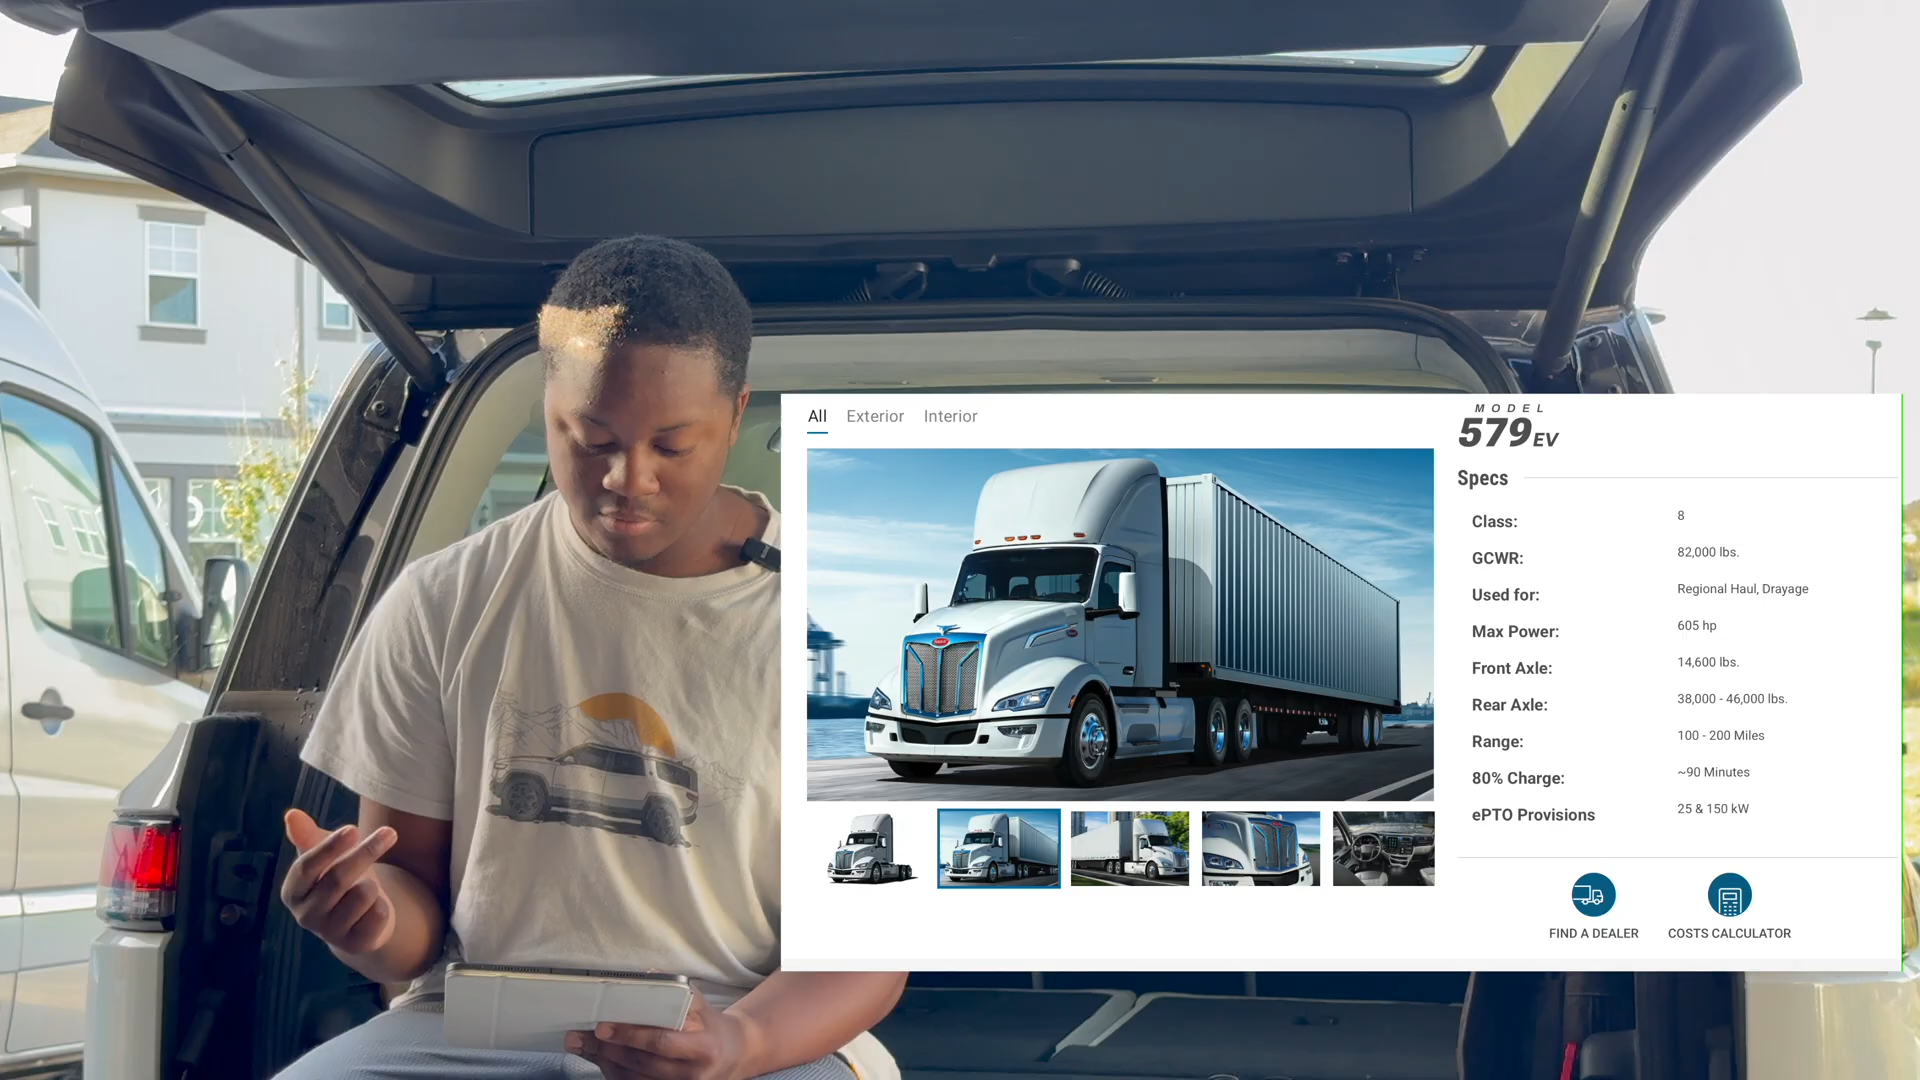 All Exterior Interior
MODEL
579EV
Specs
Class: 8
GCWR: 82,000 lbs.
Used for: Regional Haul, Drayage
Max Power: 605 hp
Front Axle: 14,600 lbs.
Rear Axle: 38,000 - 46,000 lbs.
Range: 100 - 200 Miles
80% Charge: ~90 Minutes
ePTO Provisions 25 & 150 kW
FIND A DEALER
COSTS CALCULATOR